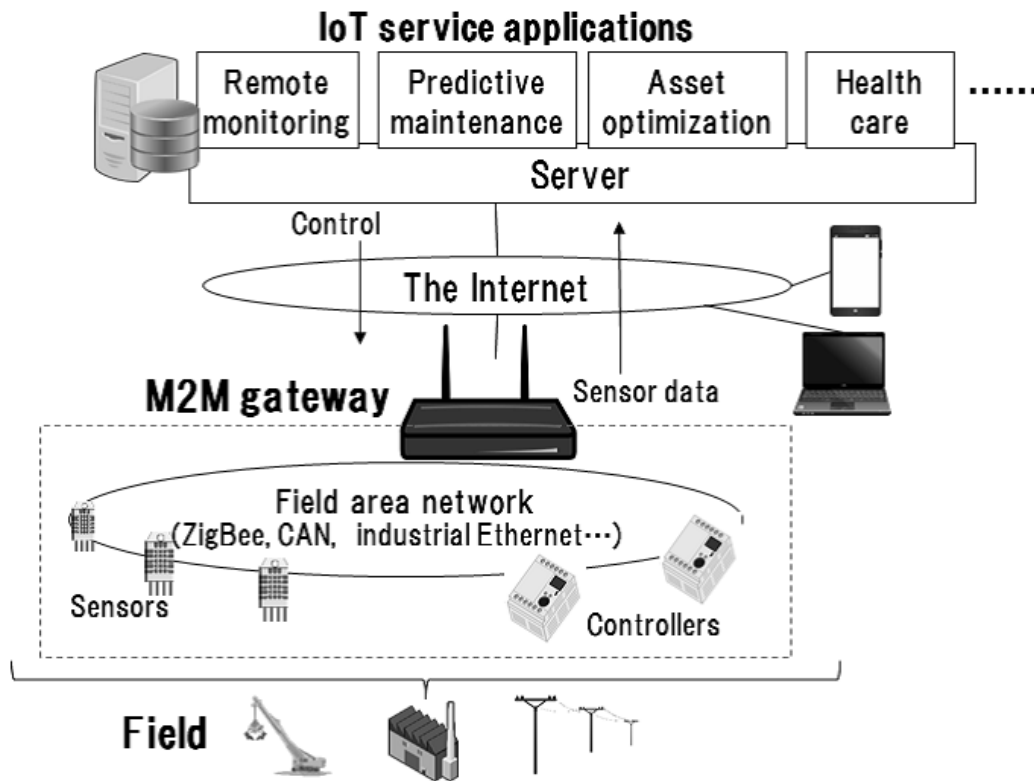 IoT service applications
Remote
monitoring
Predictive
maintenance
Asset
optimization
Health
care
......
Server
Control
The Internet
M2M gateway
Sensor data
Field area network
(ZigBee, CAN, industrial Ethernet…)
Sensors
Controllers
Field